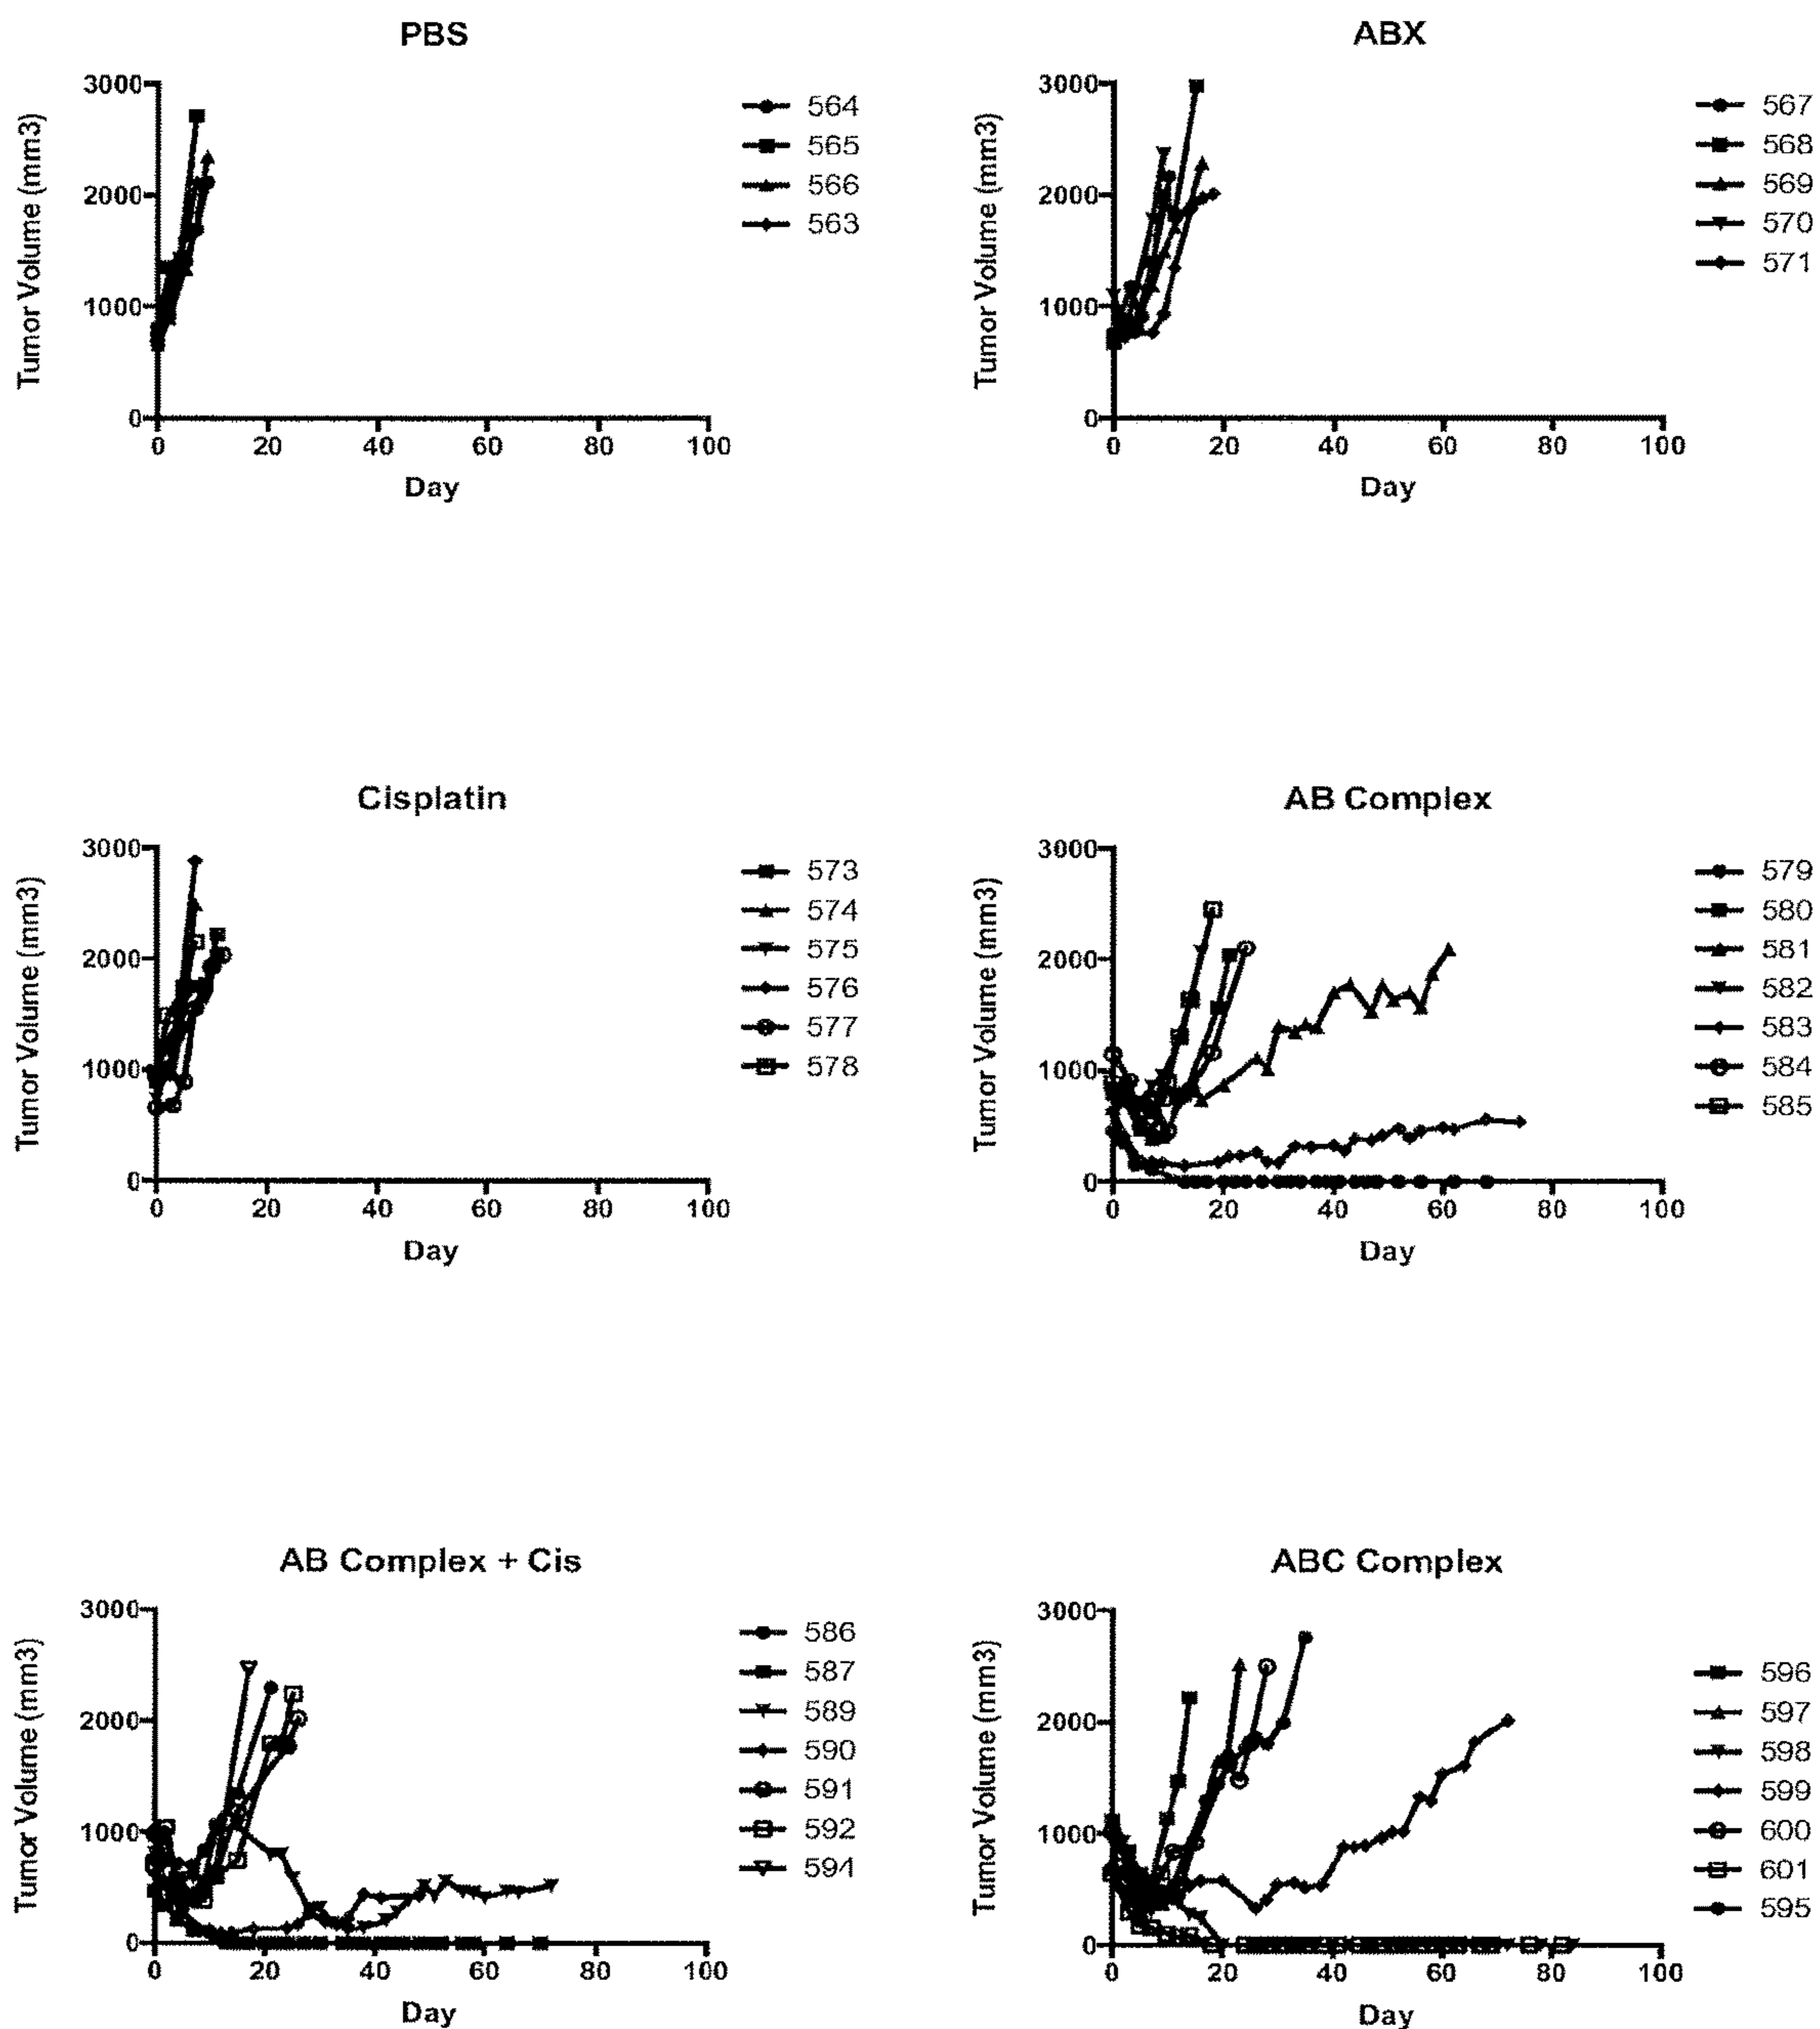 PBS
Tumor Volume (mm3)
3000
2000
1000
0
0 20 40 60 80 100
Day
564
565
566
563
ABX
Tumor Volume (mm3)
3000
2000
1000
0
0 20 40 60 80 100
Day
567
568
569
570
571
Cisplatin
Tumor Volume (mm3)
3000
2000
1000
0
0 20 40 60 80 100
Day
573
574
575
576
577
578
AB Complex
Tumor Volume (mm3)
3000
2000
1000
0
0 20 40 60 80 100
Day
579
580
581
582
583
584
585
AB Complex + Cis
Tumor Volume (mm3)
3000
2000
1000
0
0 20 40 60 80 100
Day
586
587
589
590
591
592
594
ABC Complex
Tumor Volume (mm3)
3000
2000
1000
0
0 20 40 60 80 100
Day
596
597
598
599
600
601
595